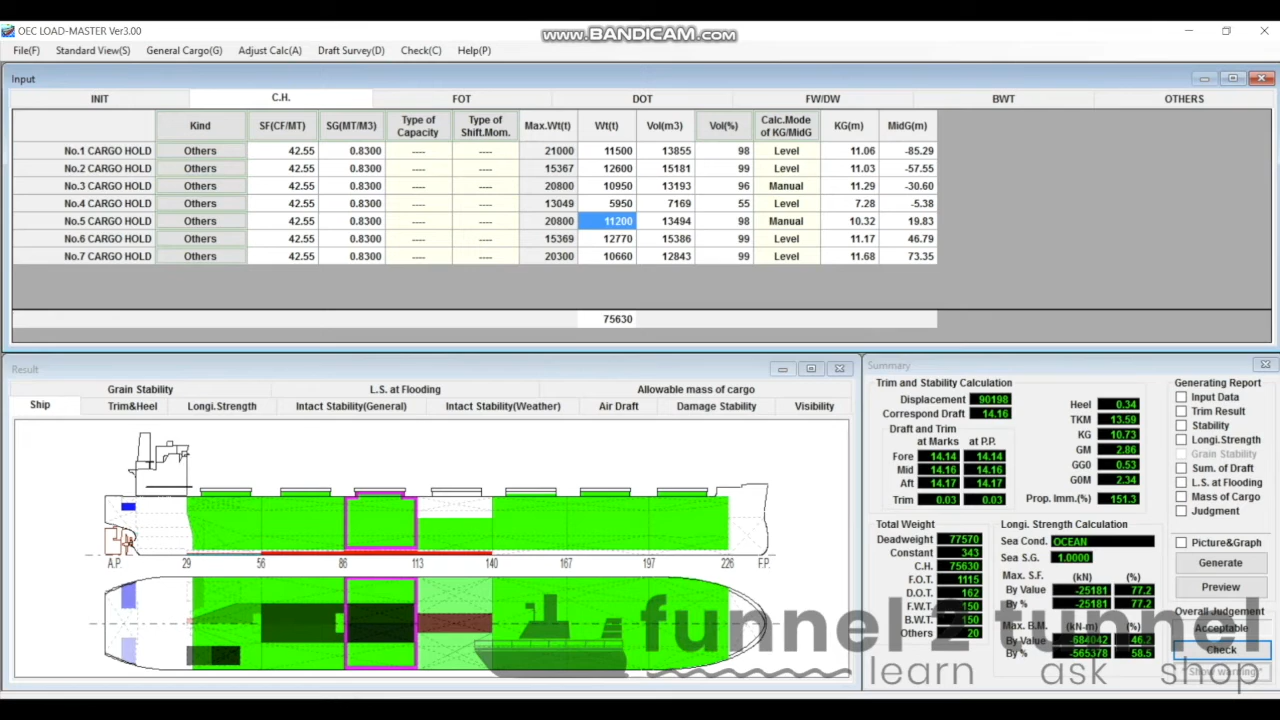 OEC LOAD-MASTER Ver3.00
www.BANDICAM.com
File(F) Standard View(S) General Cargo(G) Adjust Calc(A) Draft Survey(D) Check(C) Help(P)
Input
INIT C.H. FOT DOT FW/DW BWT OTHERS
Kind SF(CF/MT) SG(MT/M3) Type of Capacity Type of Shift.Mom. Max.Wt(t) Wt(t) Vol(m3) Vol(%) Calc.Mode of KG/MidG KG(m) MidG(m)
No.1 CARGO HOLD Others 42.55 0.8300 ---- ---- 21000 11500 13855 98 Level 11.06 -85.29
No.2 CARGO HOLD Others 42.55 0.8300 ---- ---- 15367 12600 15181 99 Level 11.03 -57.55
No.3 CARGO HOLD Others 42.55 0.8300 ---- ---- 20800 10950 13193 96 Manual 11.29 -30.60
No.4 CARGO HOLD Others 42.55 0.8300 ---- ---- 13049 5950 7169 55 Level 7.28 -5.38
No.5 CARGO HOLD Others 42.55 0.8300 ---- ---- 20800 11200 13494 98 Manual 10.32 19.83
No.6 CARGO HOLD Others 42.55 0.8300 ---- ---- 15369 12770 15386 99 Level 11.17 46.79
No.7 CARGO HOLD Others 42.55 0.8300 ---- ---- 20300 10660 12843 99 Level 11.68 73.35
75630
Result
Grain Stability L.S. at Flooding Allowable mass of cargo
Ship Trim&Heel Longi.Strength Intact Stability(General) Intact Stability(Weather) Air Draft Damage Stability Visibility
A.P. 29 56 86 113 140 167 197 226 F.P.
Summary
Trim and Stability Calculation
Displacement 90198
Correspond Draft 14.16
Draft and Trim
at Marks at P.P.
Fore 14.14 14.14
Mid 14.16 14.16
Aft 14.17 14.17
Trim 0.03 0.03
Heel 0.34
TKM 13.59
KG 10.73
GM 2.86
GG0 0.53
G0M 2.34
Prop. Imm.(%) 151.3
Total Weight
Deadweight 77570
Constant 343
C.H. 75630
F.O.T. 1115
D.O.T. 162
F.W.T. 150
B.W.T. 150
Others 20
Longi. Strength Calculation
Sea Cond. OCEAN
Sea S.G. 1.0000
Max. S.F. (kN) (%)
By Value -25181 77.2
By % -25181 77.2
Max. B.M. (kN-m) (%)
By Value -684042 46.2
By % -565378 58.5
Generating Report
Input Data
Trim Result
Stability
Longi.Strength
Grain Stability
Sum. of Draft
L.S. at Flooding
Mass of Cargo
Judgment
Picture&Graph
Generate
Preview
Overall Judgement
Acceptable
Check
"Show warning"
funnel 2 tunnel
learn ask shop